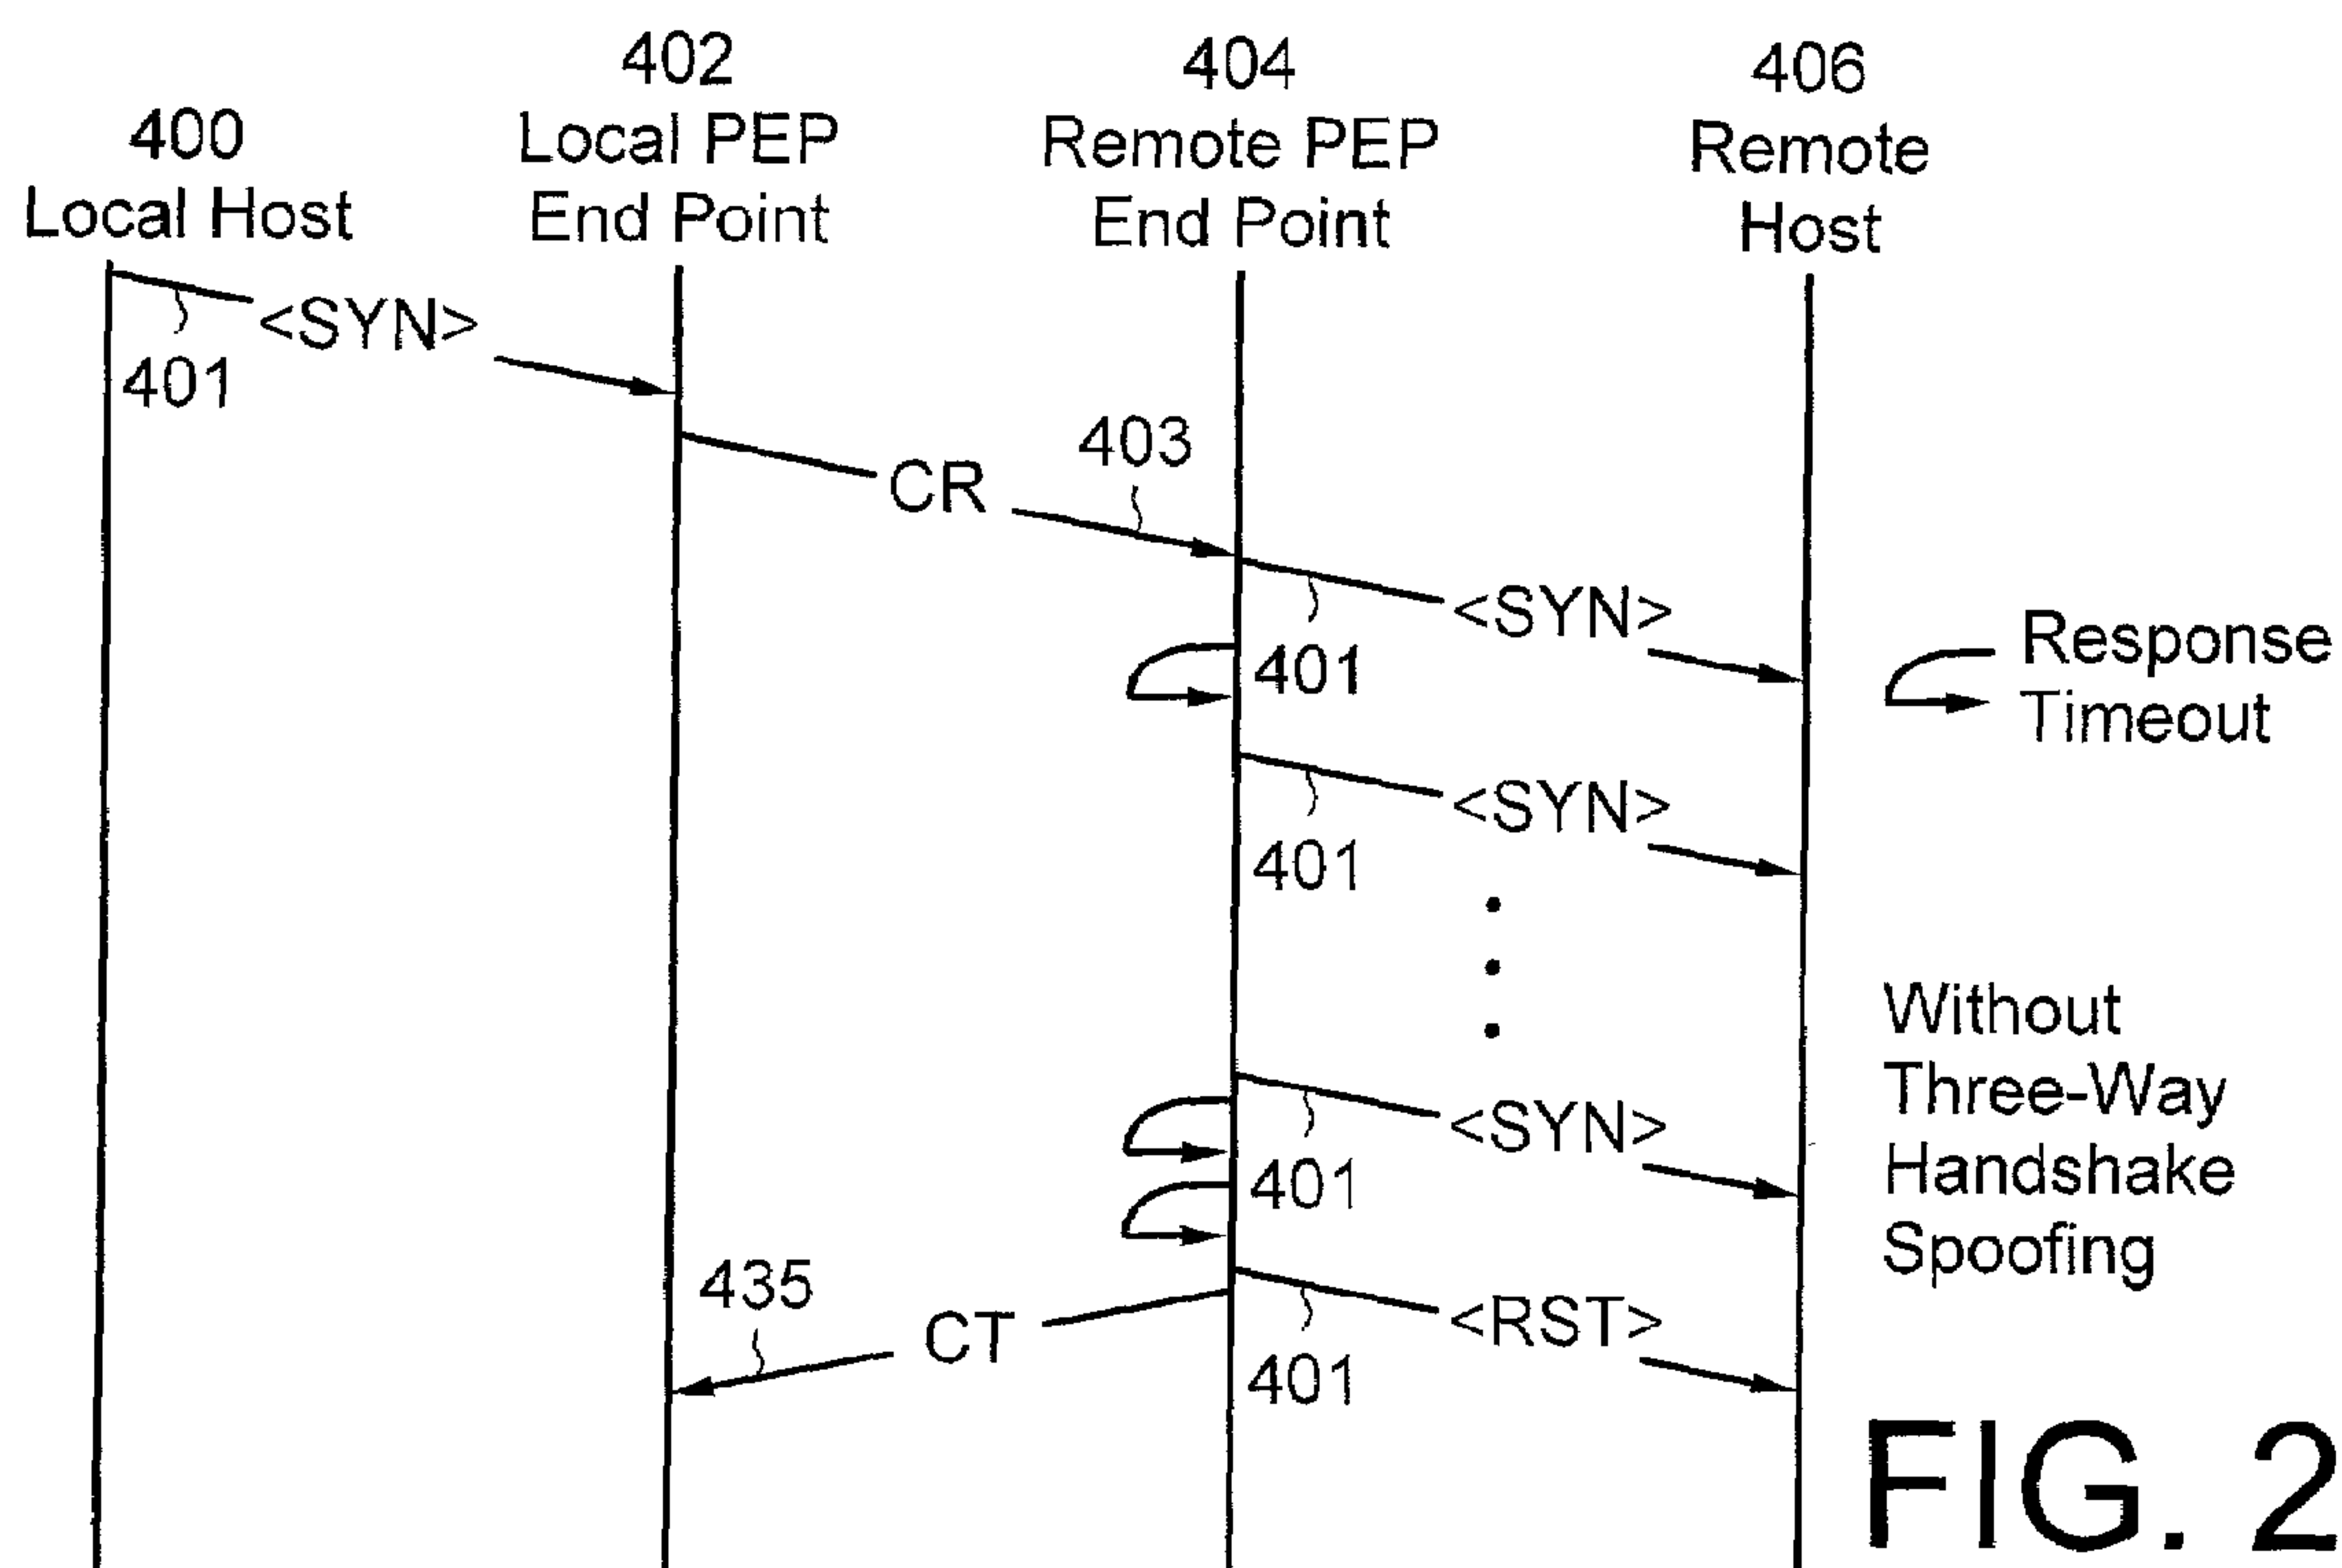 400
Local Host
402
Local PEP
End Point
404
Remote PEP
End Point
406
Remote
Host
<SYN>
401
403
CR
<SYN>
401
Response
Timeout
<SYN>
401
Without
Three-Way
Handshake
Spoofing
<SYN>
401
435
CT
<RST>
401
FIG. 2